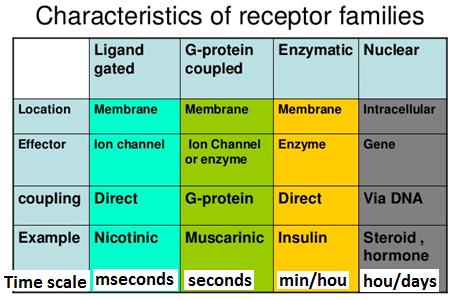 Characteristics of receptor families
Ligand gated G-protein coupled Enzymatic Nuclear
Location Membrane Membrane Membrane Intracellular
Effector Ion channel Ion Channel or enzyme Enzyme Gene
coupling Direct G-protein Direct Via DNA
Example Nicotinic Muscarinic Insulin Steroid , hormone
Time scale mseconds seconds min/hou hou/days